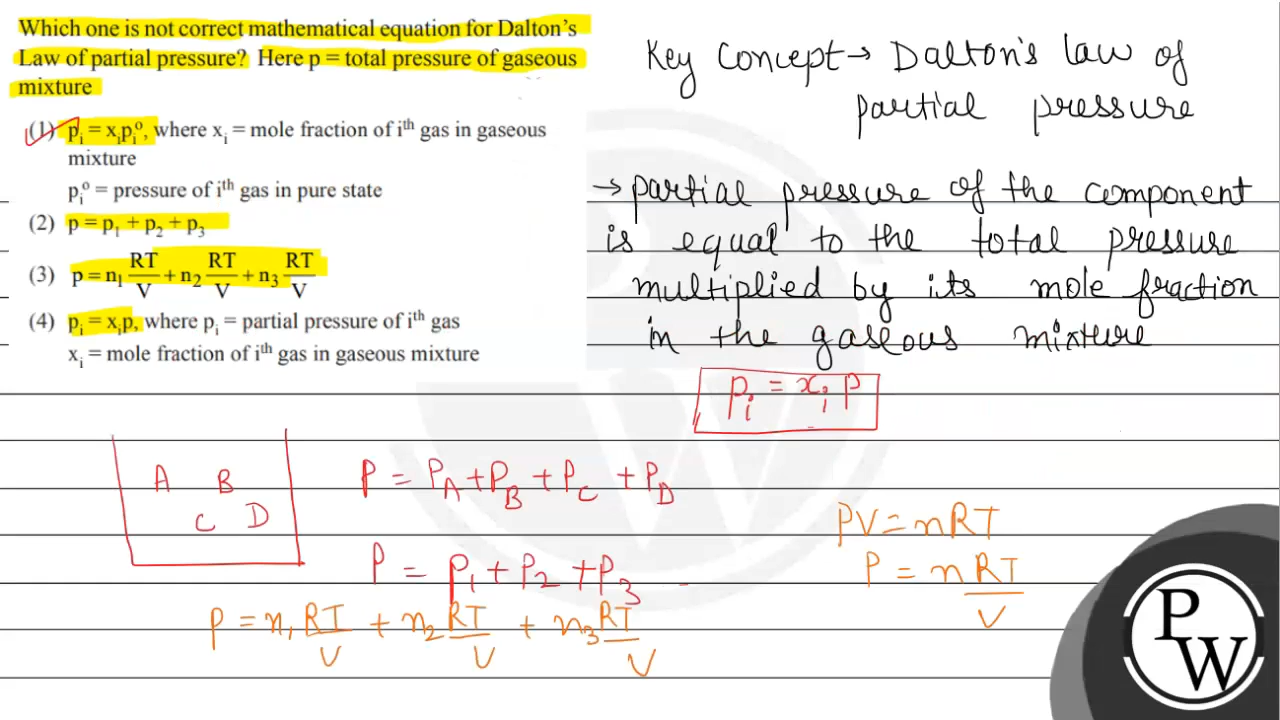 Which one is not correct mathematical equation for Dalton's
Law of partial pressure? Here p = total pressure of gaseous
mixture
(1) pᵢ = xᵢpᵢ⁰, where xᵢ = mole fraction of iᵗʰ gas in gaseous
mixture
pᵢ⁰ = pressure of iᵗʰ gas in pure state
(2) p = p₁ + p₂ + p₃
(3) p = n₁ RT/V + n₂ RT/V + n₃ RT/V
(4) pᵢ = xᵢp, where pᵢ = partial pressure of iᵗʰ gas
xᵢ = mole fraction of iᵗʰ gas in gaseous mixture
Key Concept → Dalton's law of
partial pressure
→ partial pressure of the component
is equal to the total pressure
multiplied by its mole fraction
in the gaseous mixture
pᵢ = xᵢ p
A B
C D
P = P_A + P_B + P_C + P_D
P = P₁ + P₂ + P₃
P = n₁ RT/V + n₂ RT/V + n₃ RT/V
PV = nRT
P = n RT/V
P
W